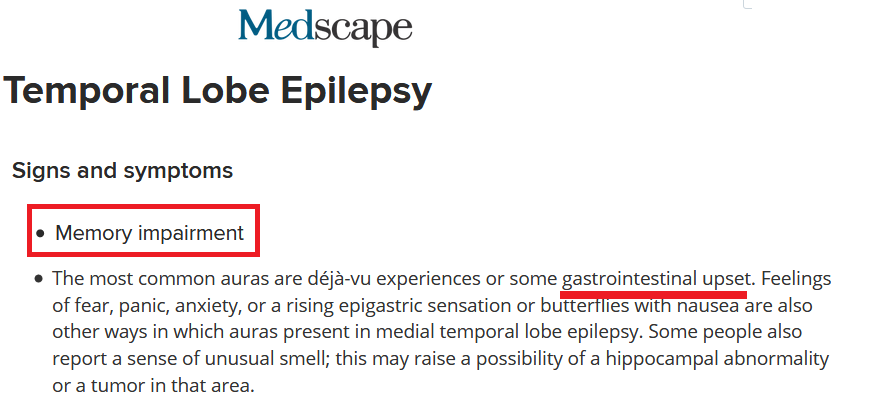 Medscape
Temporal Lobe Epilepsy
Signs and symptoms
• Memory impairment
• The most common auras are déjà-vu experiences or some gastrointestinal upset. Feelings
of fear, panic, anxiety, or a rising epigastric sensation or butterflies with nausea are also
other ways in which auras present in medial temporal lobe epilepsy. Some people also
report a sense of unusual smell; this may raise a possibility of a hippocampal abnormality
or a tumor in that area.